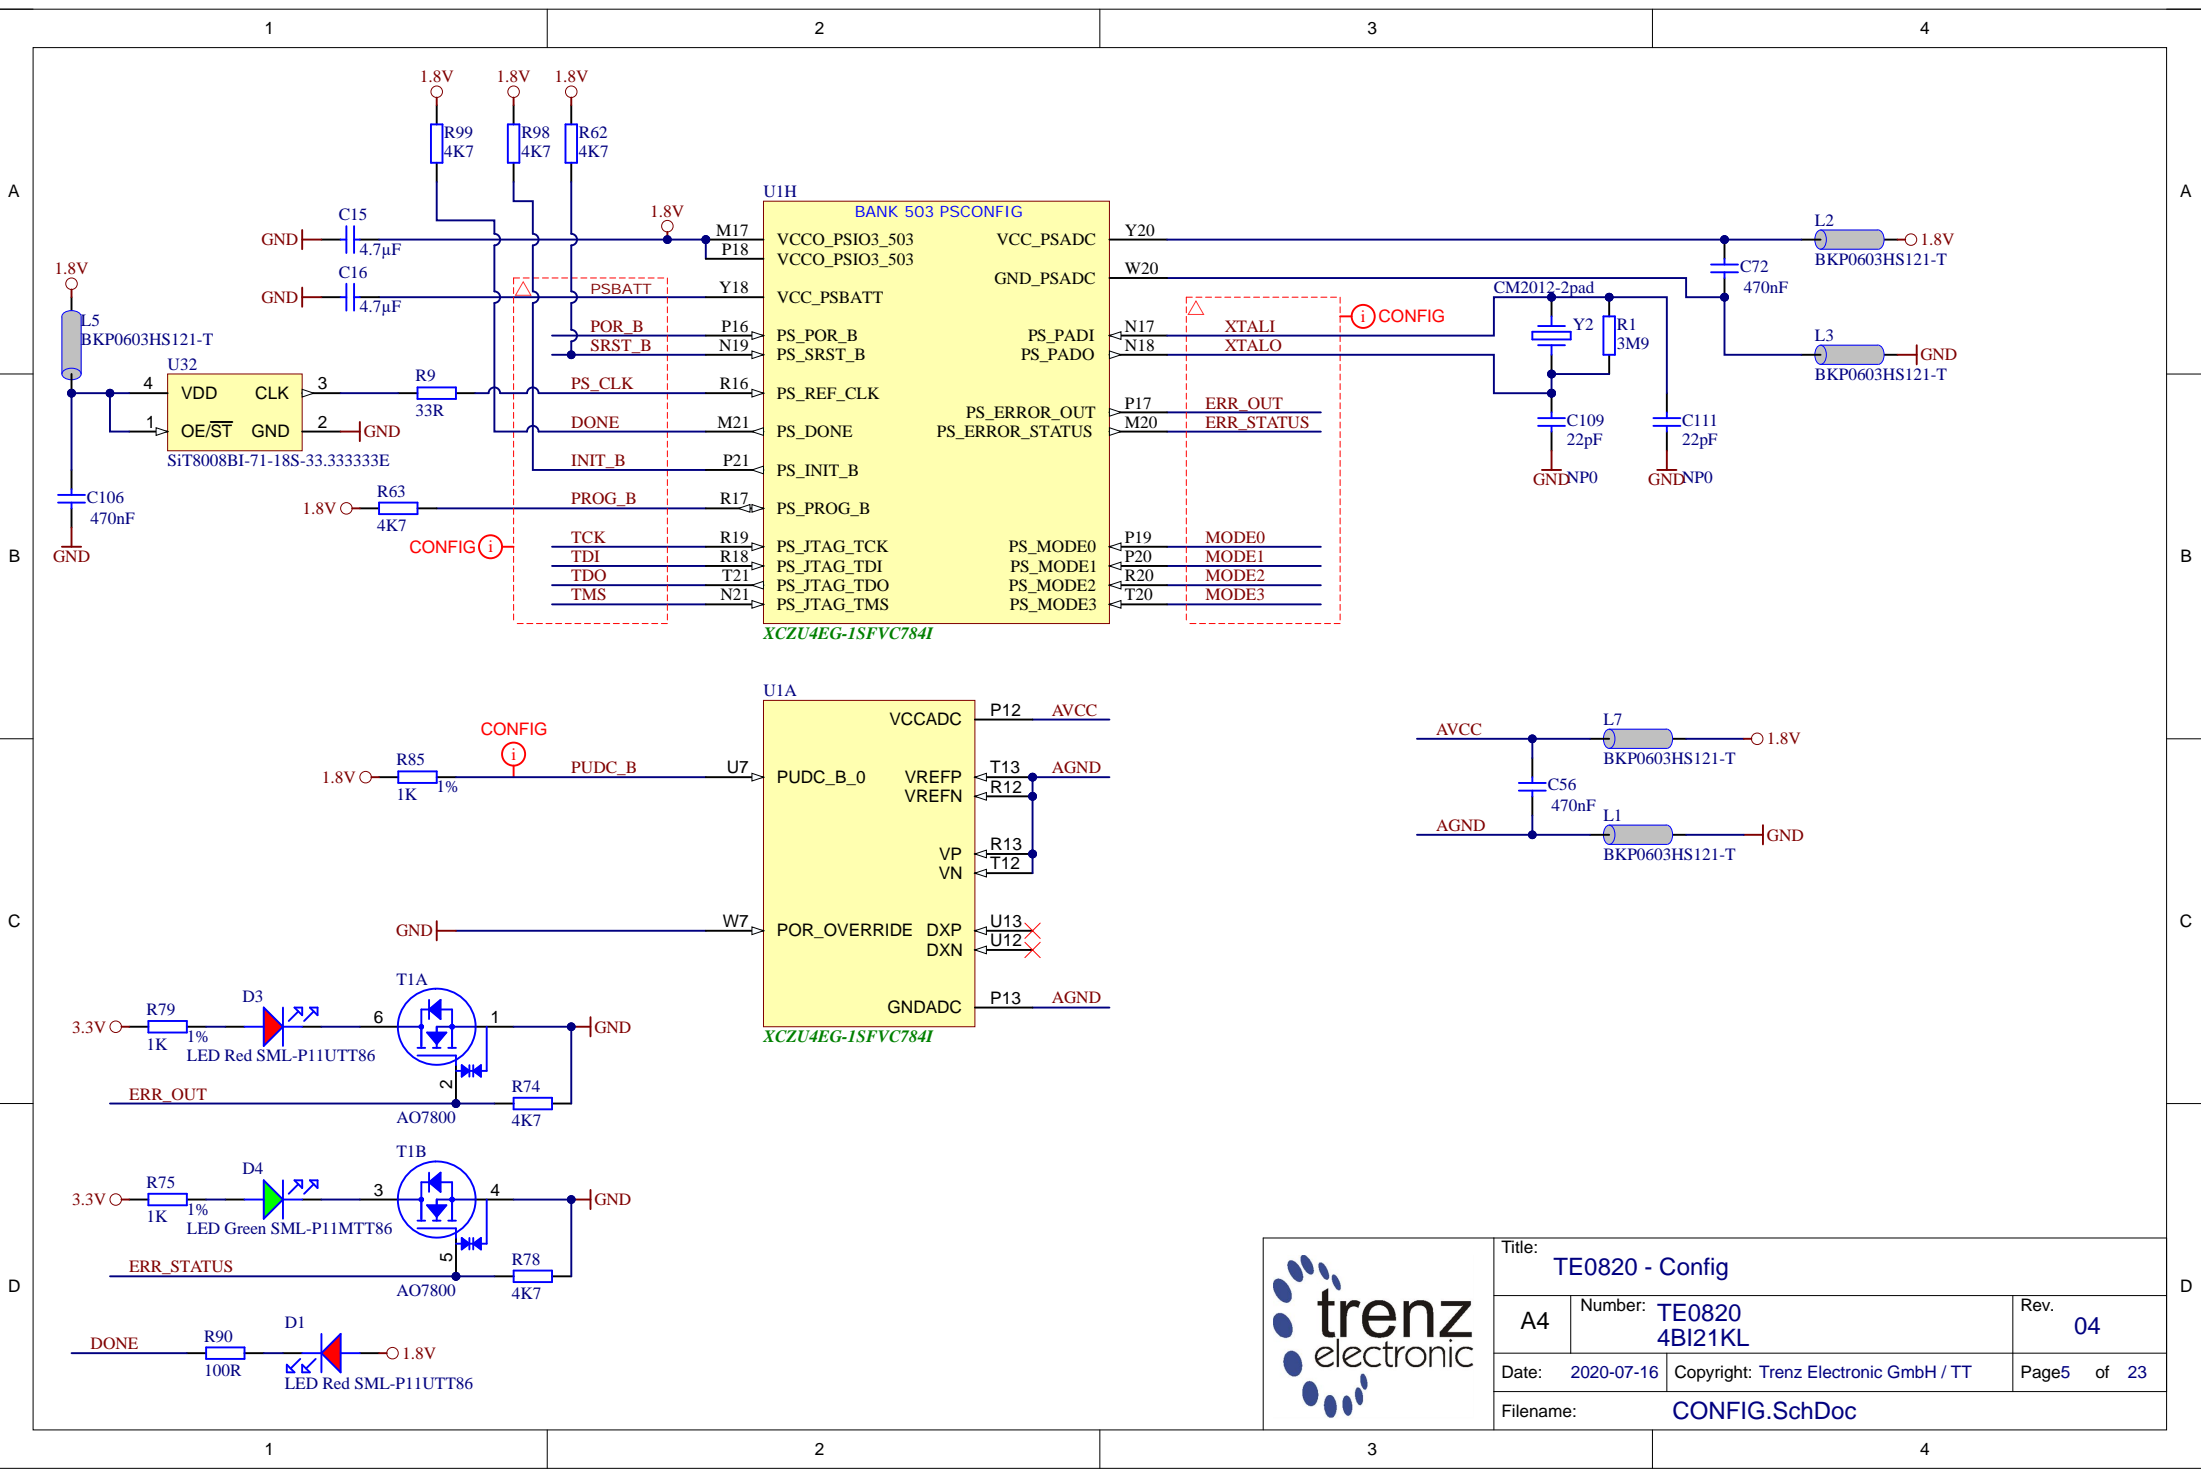 1 2 3 4
A A
B B
C C
D D
1.8V 1.8V 1.8V
R99 R98 R62
4K7 4K7 4K7
U1H
BANK 503 PSCONFIG
C15 1.8V
GND 4.7µF
M17 VCCO_PSIO3_503
P18 VCCO_PSIO3_503
C16
GND 4.7µF
PSBATT Y18 VCC_PSBATT
POR_B P16 PS_POR_B
SRST_B N19 PS_SRST_B
PS_CLK R16 PS_REF_CLK
DONE M21 PS_DONE
INIT_B P21 PS_INIT_B
PROG_B R17 PS_PROG_B
TCK R19 PS_JTAG_TCK
TDI R18 PS_JTAG_TDI
TDO T21 PS_JTAG_TDO
TMS N21 PS_JTAG_TMS
VCC_PSADC Y20
GND_PSADC W20
PS_PADI N17 XTALI
PS_PADO N18 XTALO
PS_ERROR_OUT P17 ERR_OUT
PS_ERROR_STATUS M20 ERR_STATUS
PS_MODE0 P19 MODE0
PS_MODE1 P20 MODE1
PS_MODE2 R20 MODE2
PS_MODE3 T20 MODE3
XCZU4EG-1SFVC784I
1.8V
L5
BKP0603HS121-T
U32
4 VDD CLK 3
1 OE/ST GND 2 GND
SiT8008BI-71-18S-33.333333E
R9
33R
C106
470nF
GND
R63
1.8V
4K7
CONFIG i
i CONFIG
L2
1.8V
BKP0603HS121-T
C72
470nF
L3
GND
BKP0603HS121-T
CM2012-2pad
Y2 R1
3M9
C109 C111
22pF 22pF
GND NP0 GND NP0
U1A
VCCADC P12 AVCC
PUDC_B U7 PUDC_B_0
VREFP T13 AGND
VREFN R12
VP R13
VN T12
W7 POR_OVERRIDE
DXP U13
DXN U12
GNDADC P13 AGND
XCZU4EG-1SFVC784I
CONFIG
i
R85
1.8V
1K 1%
GND
AVCC L7 1.8V
BKP0603HS121-T
C56
470nF
AGND L1 GND
BKP0603HS121-T
T1A
R79 D3
3.3V 6 1 GND
1K 1%
LED Red SML-P11UTT86
2 R74
ERR_OUT
AO7800 4K7
T1B
R75 D4
3.3V 3 4 GND
1K 1%
LED Green SML-P11MTT86
5 R78
ERR_STATUS
AO7800 4K7
D1
DONE R90 1.8V
100R
LED Red SML-P11UTT86
trenz
electronic
Title:
TE0820 - Config
A4 Number: TE0820
4BI21KL
Rev.
04
Date: 2020-07-16 Copyright: Trenz Electronic GmbH / TT Page5 of 23
Filename: CONFIG.SchDoc
1 2 3 4